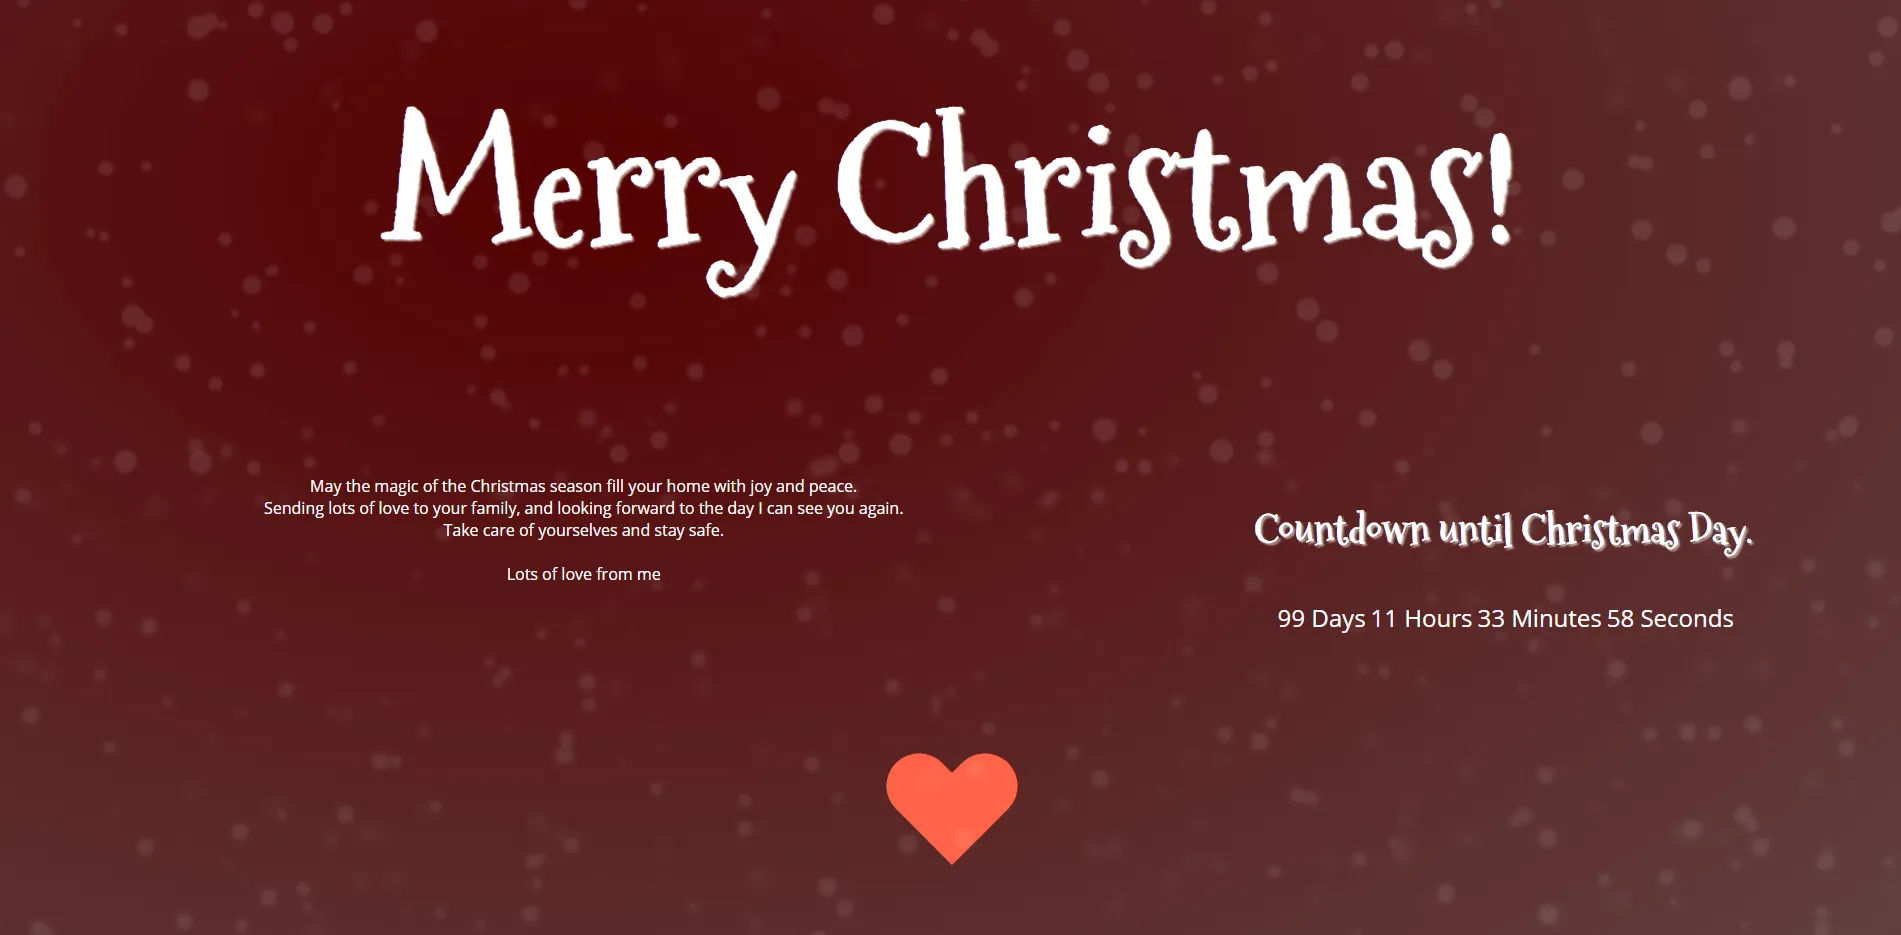 Merry Christmas!
May the magic of the Christmas season fill your home with joy and peace.
Sending lots of love to your family, and looking forward to the day I can see you again.
Take care of yourselves and stay safe.
Lots of love from me
Countdown until Christmas Day.
99 Days 11 Hours 33 Minutes 58 Seconds